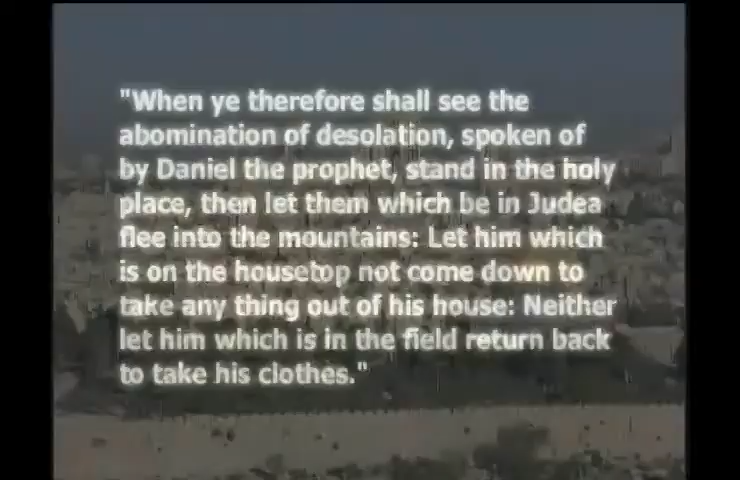 "When ye therefore shall see the
abomination of desolation, spoken of
by Daniel the prophet, stand in the holy
place, then let them which be in Judea
flee into the mountains: Let him which
is on the housetop not come down to
take any thing out of his house: Neither
let him which is in the field return back
to take his clothes."